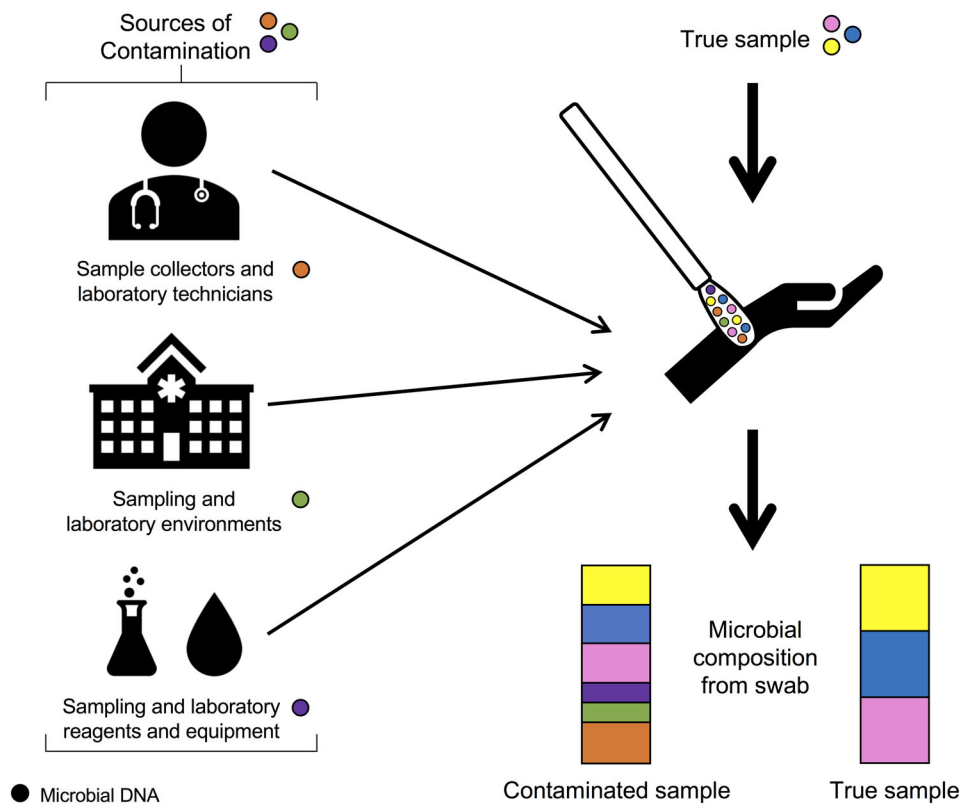 Sources of
Contamination
True sample
Sample collectors and
laboratory technicians
Sampling and
laboratory environments
Sampling and laboratory
reagents and equipment
Microbial DNA
Microbial
composition
from swab
Contaminated sample
True sample